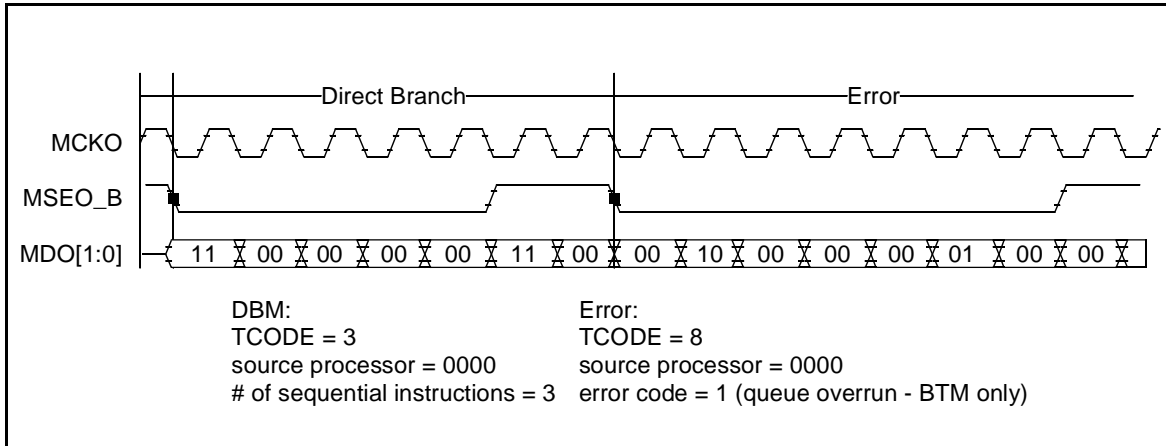 Direct Branch Error
MCKO
MSEO_B
MDO[1:0] 11 00 00 00 00 11 00 00 10 00 00 00 01 00 00
DBM:
TCODE = 3
source processor = 0000
# of sequential instructions = 3
Error:
TCODE = 8
source processor = 0000
error code = 1 (queue overrun - BTM only)